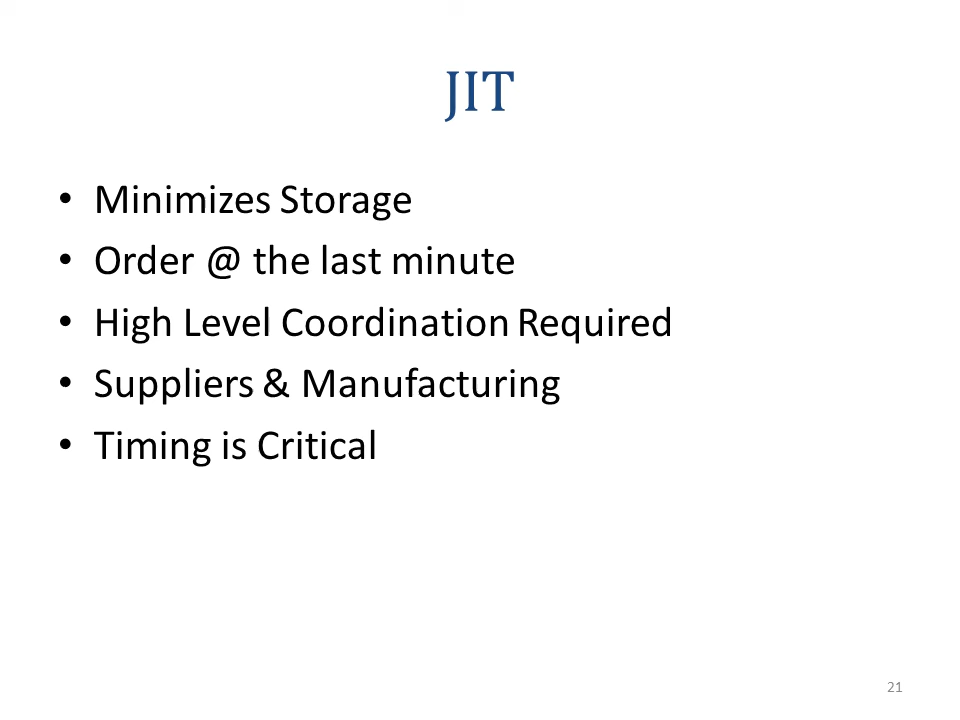 JIT
• Minimizes Storage
• Order @ the last minute
• High Level Coordination Required
• Suppliers & Manufacturing
• Timing is Critical
21